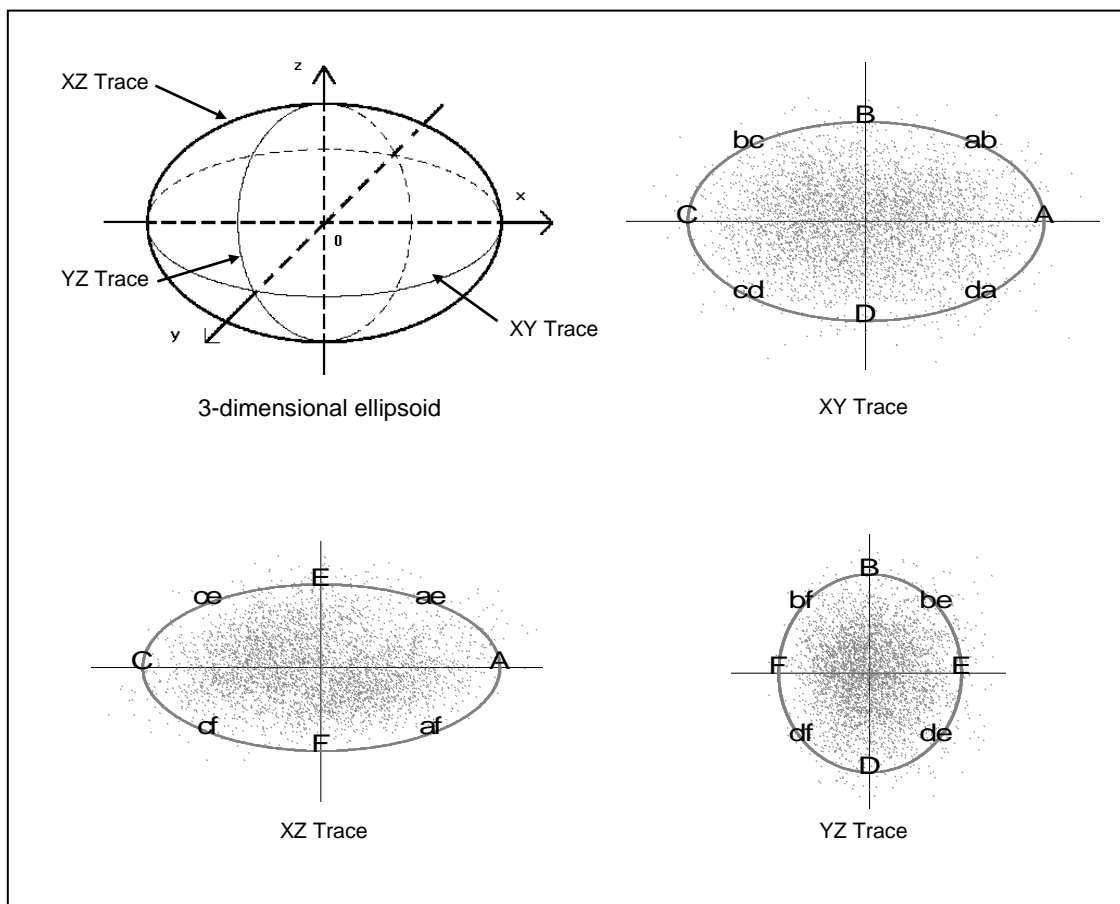 XZ Trace
z
x
0
YZ Trace
y
XY Trace
3-dimensional ellipsoid
B
bc
ab
C
A
cd
da
D
XY Trace
E
ce
ae
C
A
cf
af
F
XZ Trace
B
bf
be
F
E
df
de
D
YZ Trace